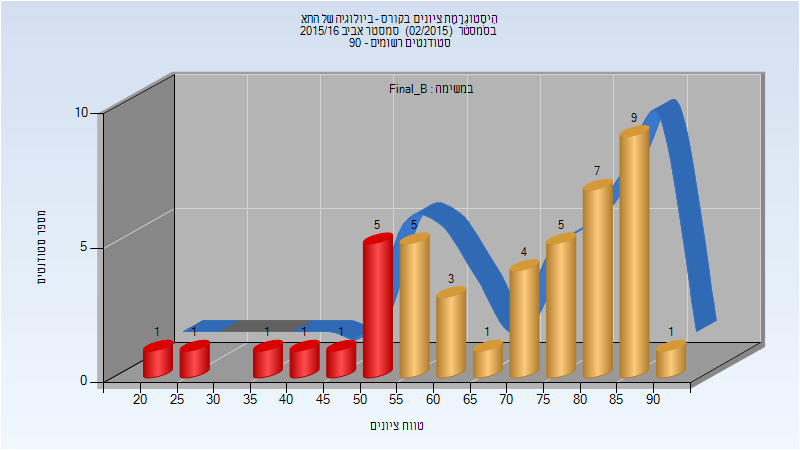 היסטוגרמת ציונים בקורס - ביולוגיה של התא
בסמסטר (02/2015) סמסטר אביב 2015/16
סטודנטים רשומים - 90
במשימה : Final_B
מספר סטודנטים
10
5
0
1
1
1
1
1
5
5
3
1
4
5
7
9
1
20 25 30 35 40 45 50 55 60 65 70 75 80 85 90
טווח ציונים